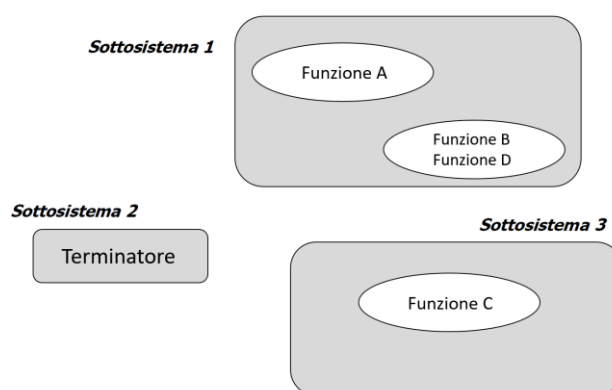 Sottosistema 1
Funzione A
Funzione B
Funzione D
Sottosistema 2
Terminatore
Sottosistema 3
Funzione C